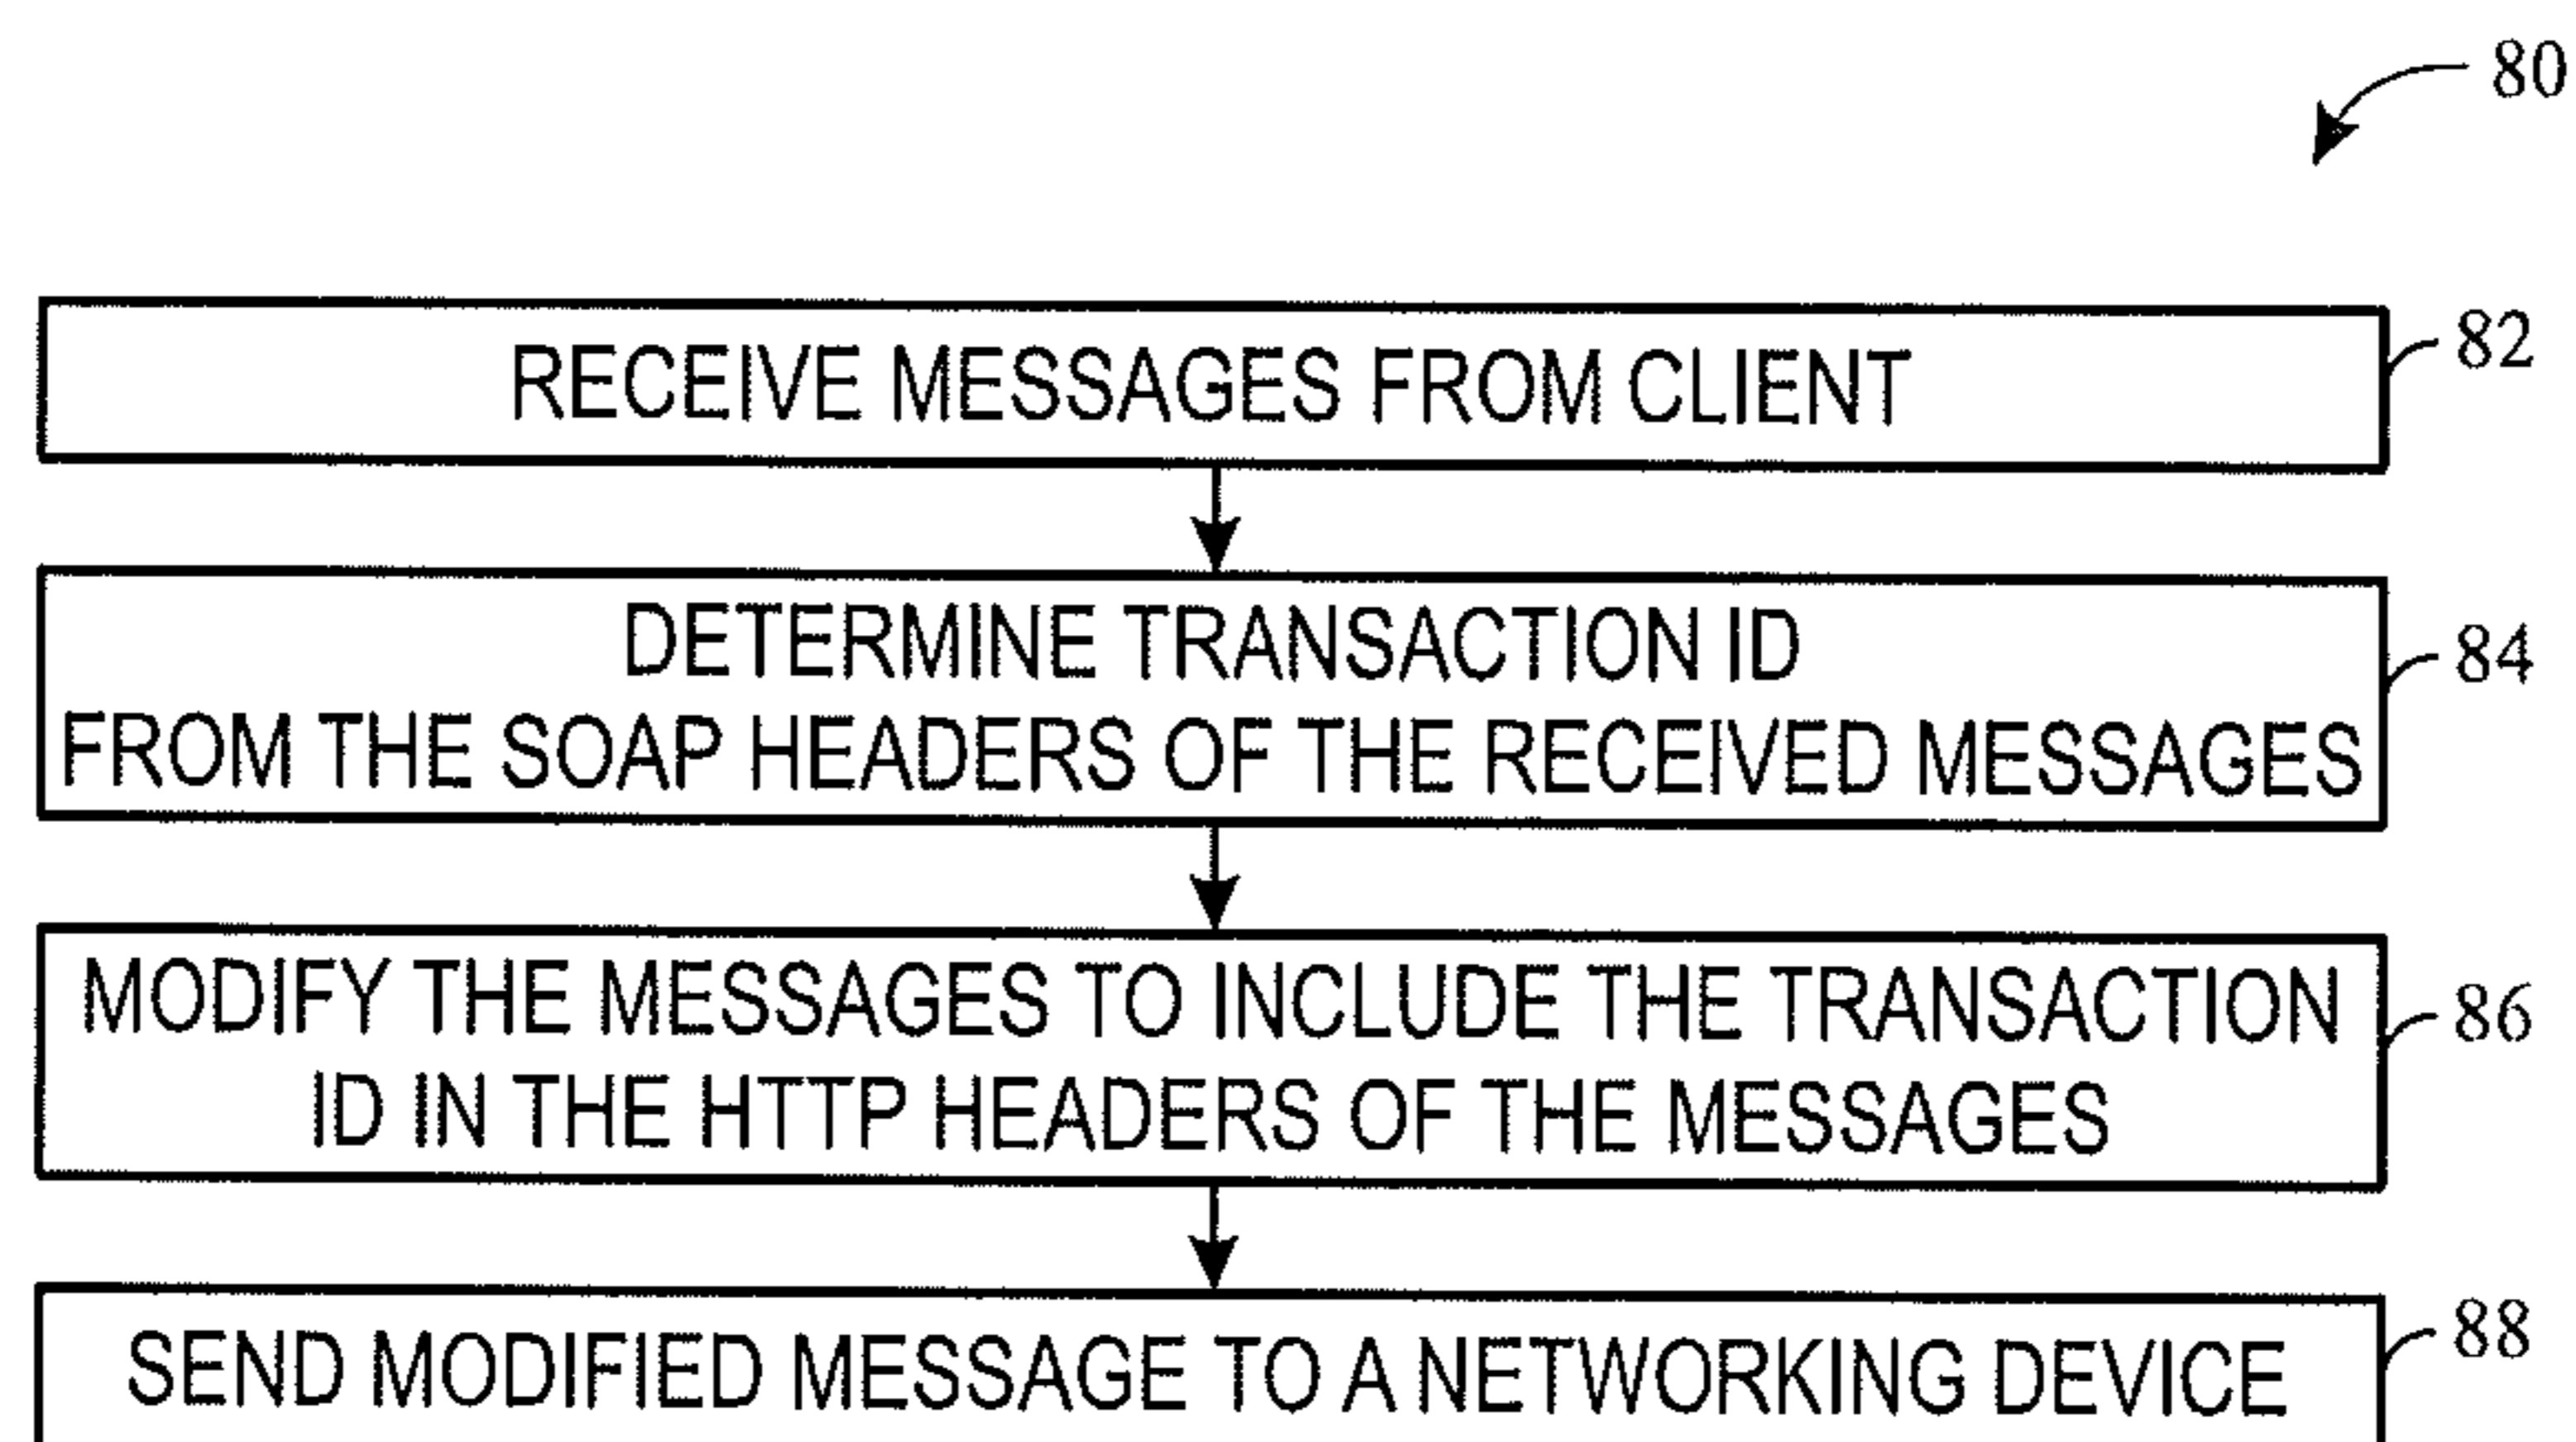 80
RECEIVE MESSAGES FROM CLIENT
82
DETERMINE TRANSACTION ID
FROM THE SOAP HEADERS OF THE RECEIVED MESSAGES
84
MODIFY THE MESSAGES TO INCLUDE THE TRANSACTION
ID IN THE HTTP HEADERS OF THE MESSAGES
86
SEND MODIFIED MESSAGE TO A NETWORKING DEVICE
88